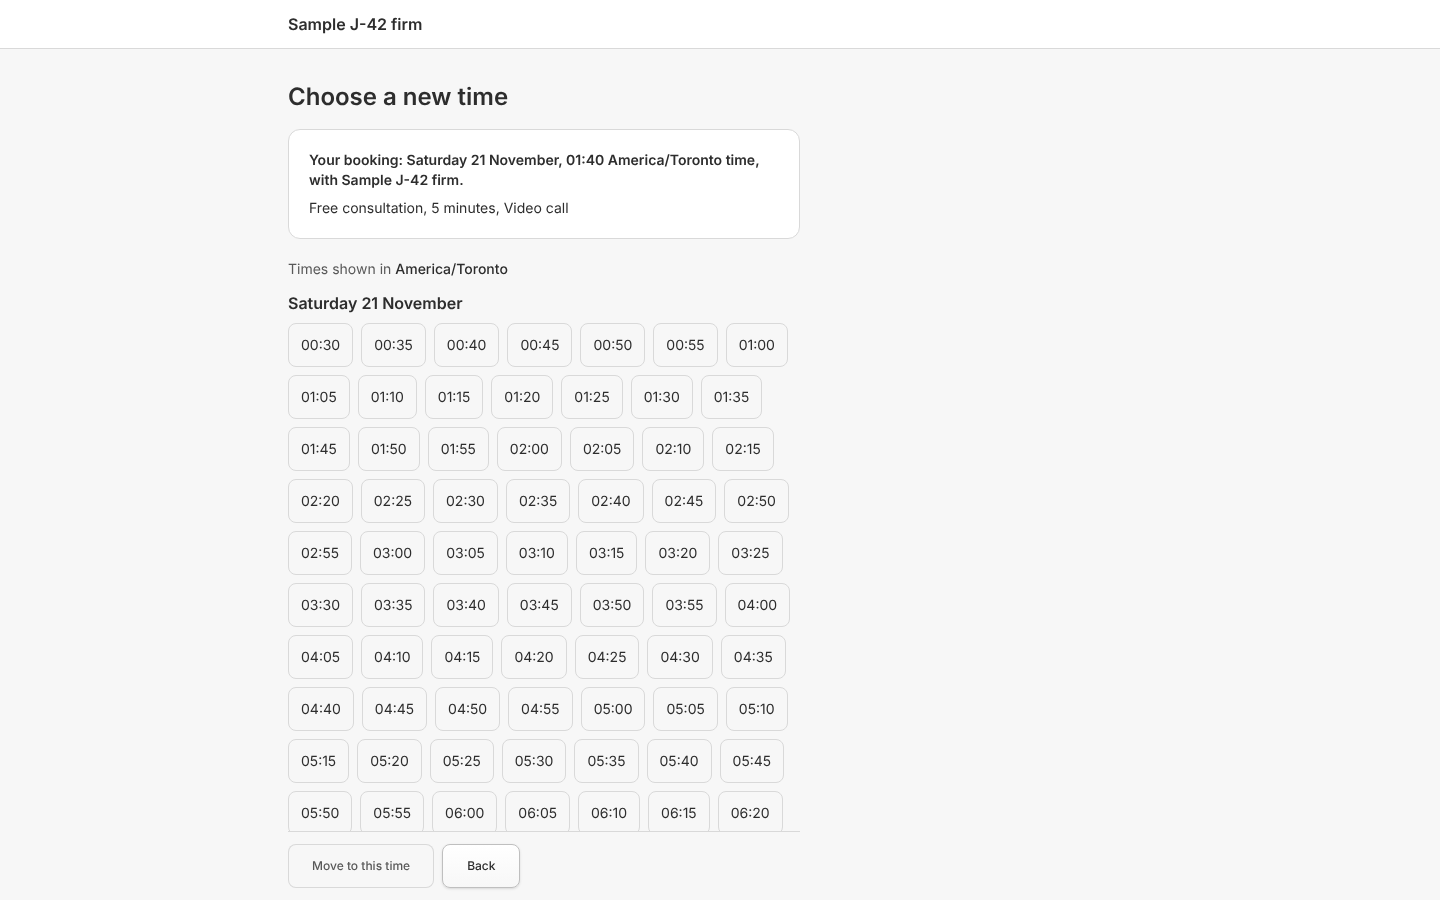 Sample J-42 firm
Choose a new time
Your booking: Saturday 21 November, 01:40 America/Toronto time,
with Sample J-42 firm.
Free consultation, 5 minutes, Video call
Times shown in America/Toronto
Saturday 21 November
00:30 00:35 00:40 00:45 00:50 00:55 01:00
01:05 01:10 01:15 01:20 01:25 01:30 01:35
01:45 01:50 01:55 02:00 02:05 02:10 02:15
02:20 02:25 02:30 02:35 02:40 02:45 02:50
02:55 03:00 03:05 03:10 03:15 03:20 03:25
03:30 03:35 03:40 03:45 03:50 03:55 04:00
04:05 04:10 04:15 04:20 04:25 04:30 04:35
04:40 04:45 04:50 04:55 05:00 05:05 05:10
05:15 05:20 05:25 05:30 05:35 05:40 05:45
05:50 05:55 06:00 06:05 06:10 06:15 06:20
Move to this time Back